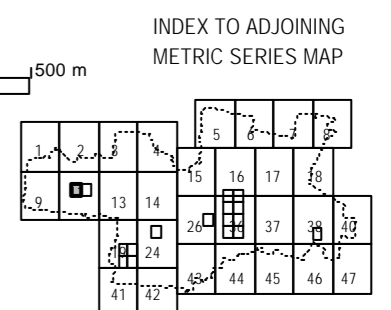 INDEX TO ADJOINING
METRIC SERIES MAP
500 m
5 6 7 8
1 2 3 4
15 16 17 18
9 13 14
26 36 37 38 40
19 24
43 44 45 46 47
41 42